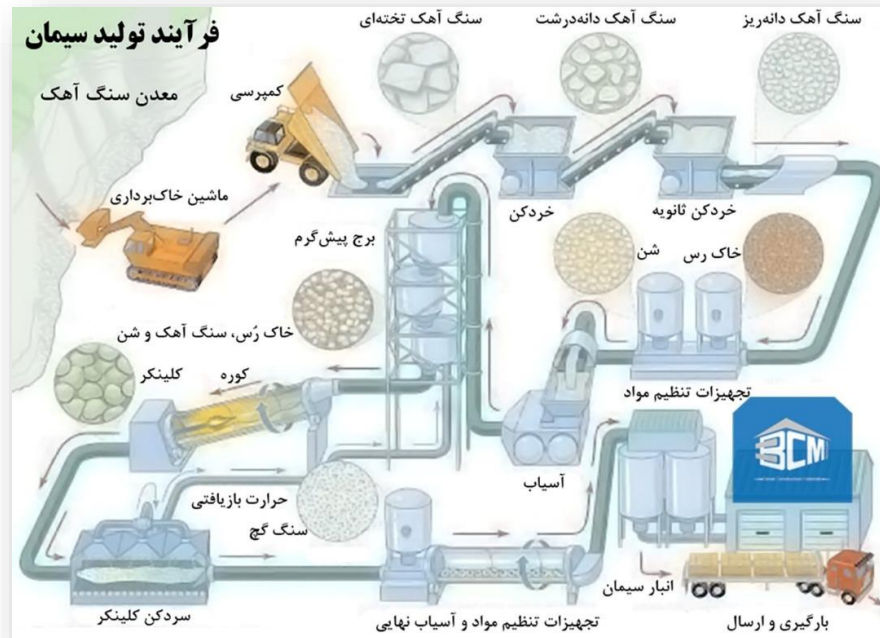 فرآیند تولید سیمان
معدن سنگ آهک
کمپرسی
سنگ آهک تخته‌ای
سنگ آهک دانه‌درشت
سنگ آهک دانه‌ریز
ماشین خاک‌برداری
خردکن
خردکن ثانویه
برج پیش‌گرم
شن
خاک رس
خاک رُس، سنگ آهک و شن
کوره
کلینکر
تجهیزات تنظیم مواد
آسیاب
BCM
حرارت بازیافتی
سنگ گچ
انبار سیمان
سردکن کلینکر
تجهیزات تنظیم مواد و آسیاب نهایی
بارگیری و ارسال